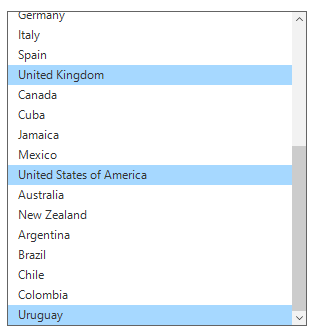 Germany
Italy
Spain
United Kingdom
Canada
Cuba
Jamaica
Mexico
United States of America
Australia
New Zealand
Argentina
Brazil
Chile
Colombia
Uruguay